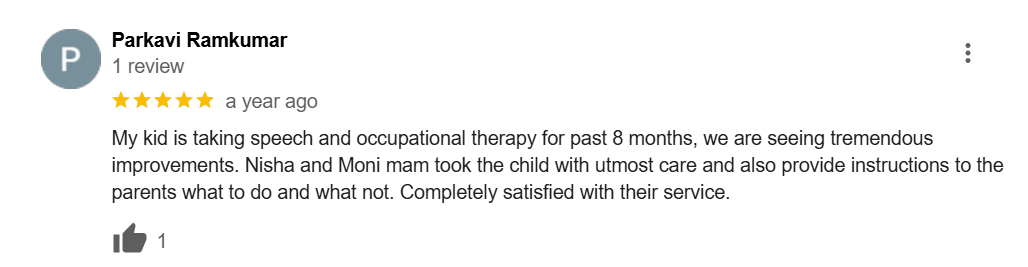 P
Parkavi Ramkumar
1 review
a year ago
My kid is taking speech and occupational therapy for past 8 months, we are seeing tremendous
improvements. Nisha and Moni mam took the child with utmost care and also provide instructions to the
parents what to do and what not. Completely satisfied with their service.
1